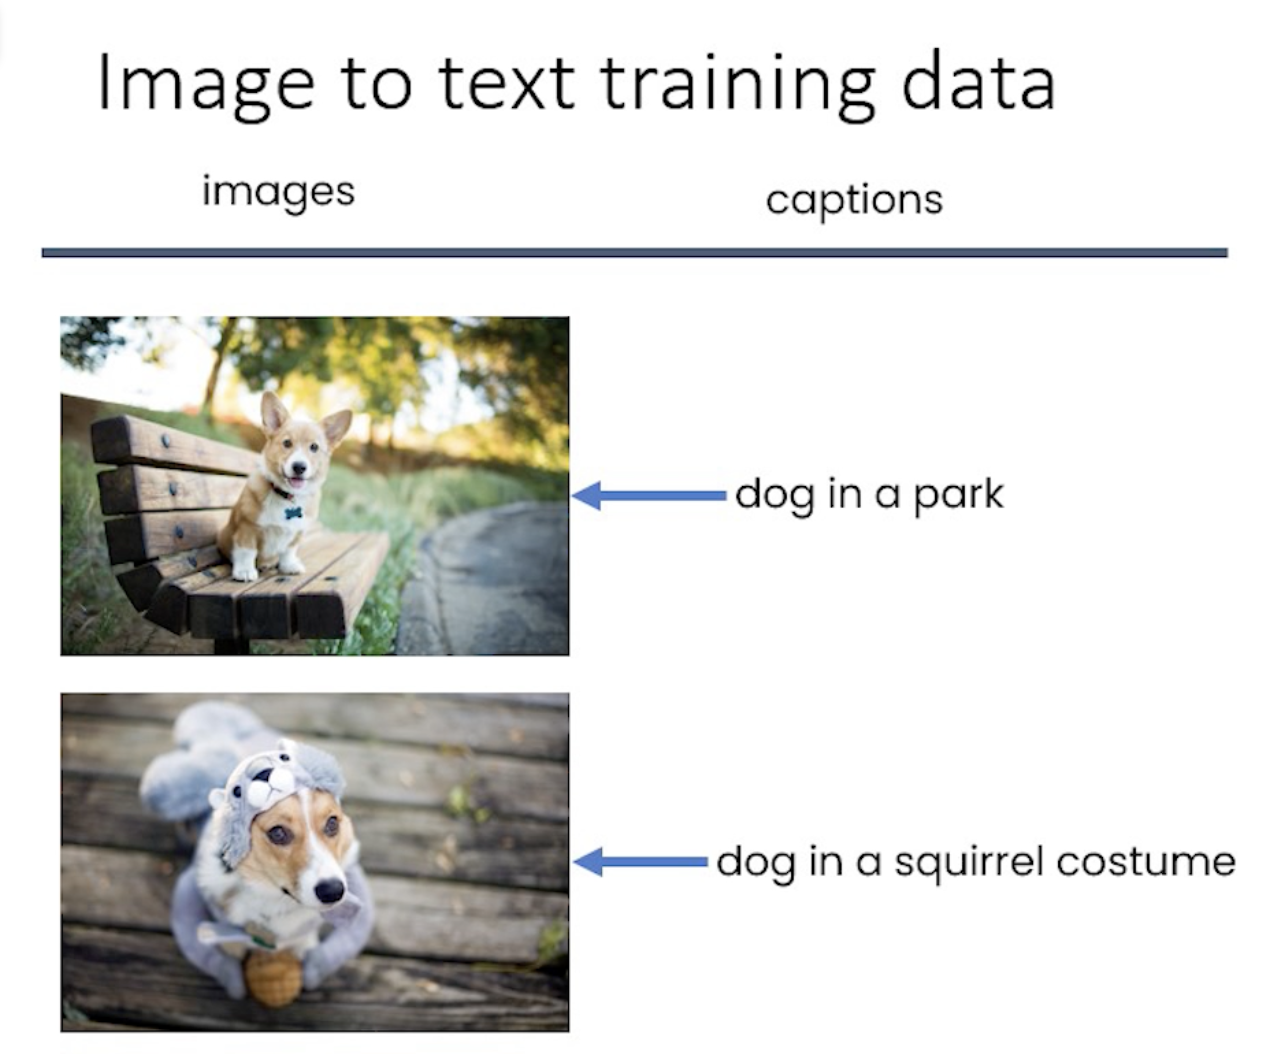 Image to text training data
images
captions
dog in a park
dog in a squirrel costume